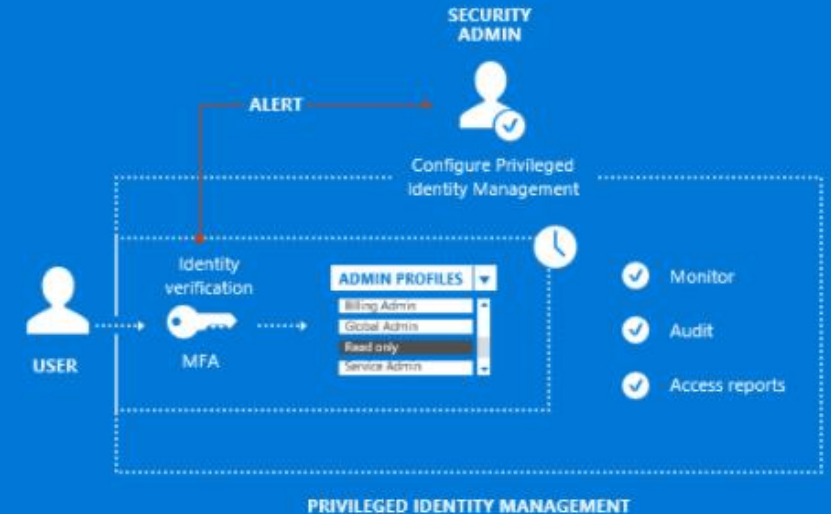 SECURITY
ADMIN
ALERT
Configure Privileged
Identity Management
Identity
verification
ADMIN PROFILES
Billing Admin
Global Admin
Read only
Service Admin
USER
MFA
Monitor
Audit
Access reports
PRIVILEGED IDENTITY MANAGEMENT